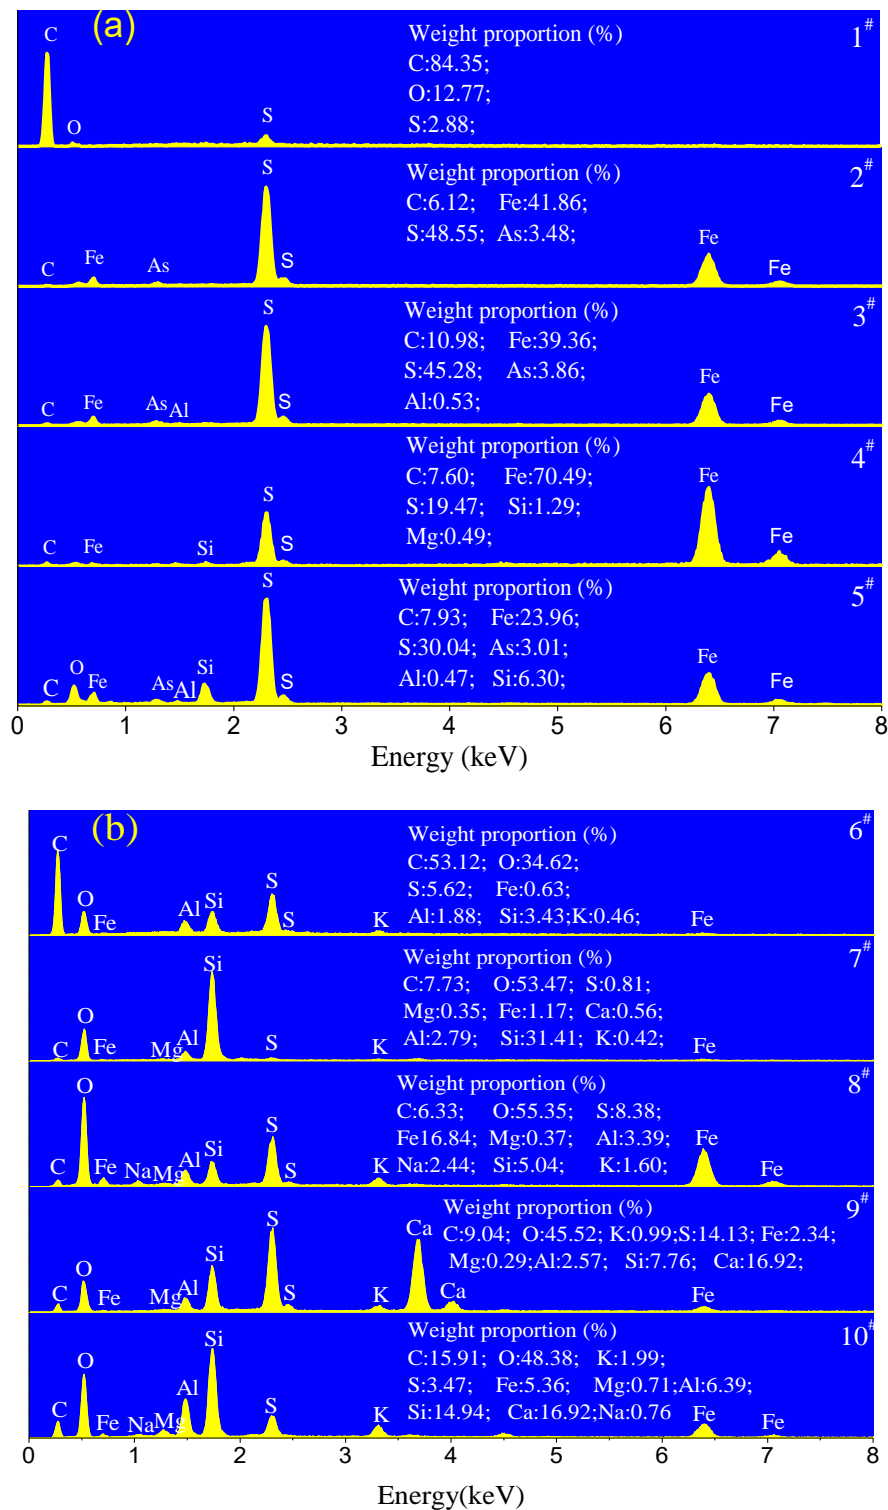 (a)
C
O
S
Weight proportion (%)
C:84.35;
O:12.77;
S:2.88;
1#
C
Fe
As
S
S
Weight proportion (%)
C:6.12; Fe:41.86;
S:48.55; As:3.48;
Fe
Fe
2#
C
Fe
As
Al
S
S
Weight proportion (%)
C:10.98; Fe:39.36;
S:45.28; As:3.86;
Al:0.53;
Fe
Fe
3#
C
Fe
Si
S
S
Weight proportion (%)
C:7.60; Fe:70.49;
S:19.47; Si:1.29;
Mg:0.49;
Fe
Fe
4#
C
O
Fe
As
Al
Si
S
S
Weight proportion (%)
C:7.93; Fe:23.96;
S:30.04; As:3.01;
Al:0.47; Si:6.30;
Fe
Fe
5#
0 1 2 3 4 5 6 7 8
Energy (keV)
(b)
C
O
Fe
Al
Si
S
S
K
Weight proportion (%)
C:53.12; O:34.62;
S:5.62; Fe:0.63;
Al:1.88; Si:3.43;K:0.46;
Fe
6#
C
O
Fe
Mg
Al
Si
S
K
Weight proportion (%)
C:7.73; O:53.47; S:0.81;
Mg:0.35; Fe:1.17; Ca:0.56;
Al:2.79; Si:31.41; K:0.42;
Fe
7#
C
O
Fe
Na
Mg
Al
Si
S
S
K
Weight proportion (%)
C:6.33; O:55.35; S:8.38;
Fe16.84; Mg:0.37; Al:3.39;
Na:2.44; Si:5.04; K:1.60;
Fe
Fe
8#
C
O
Fe
Mg
Al
Si
S
S
K
Ca
Ca
Weight proportion (%)
C:9.04; O:45.52; K:0.99;S:14.13; Fe:2.34;
Mg:0.29;Al:2.57; Si:7.76; Ca:16.92;
Fe
9#
C
O
Fe
Na
Mg
Al
Si
S
K
Weight proportion (%)
C:15.91; O:48.38; K:1.99;
S:3.47; Fe:5.36; Mg:0.71;Al:6.39;
Si:14.94; Ca:16.92;Na:0.76
Fe
Fe
10#
0 1 2 3 4 5 6 7 8
Energy(keV)